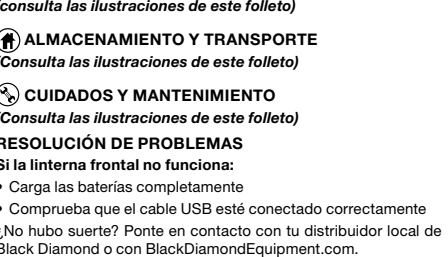 (consulta las ilustraciones de este folleto)
ALMACENAMIENTO Y TRANSPORTE
(Consulta las ilustraciones de este folleto)
CUIDADOS Y MANTENIMIENTO
(Consulta las ilustraciones de este folleto)
RESOLUCIÓN DE PROBLEMAS
Si la linterna frontal no funciona:
• Carga las baterías completamente
• Comprueba que el cable USB esté conectado correctamente
¿No hubo suerte? Ponte en contacto con tu distribuidor local de
Black Diamond o con BlackDiamondEquipment.com.